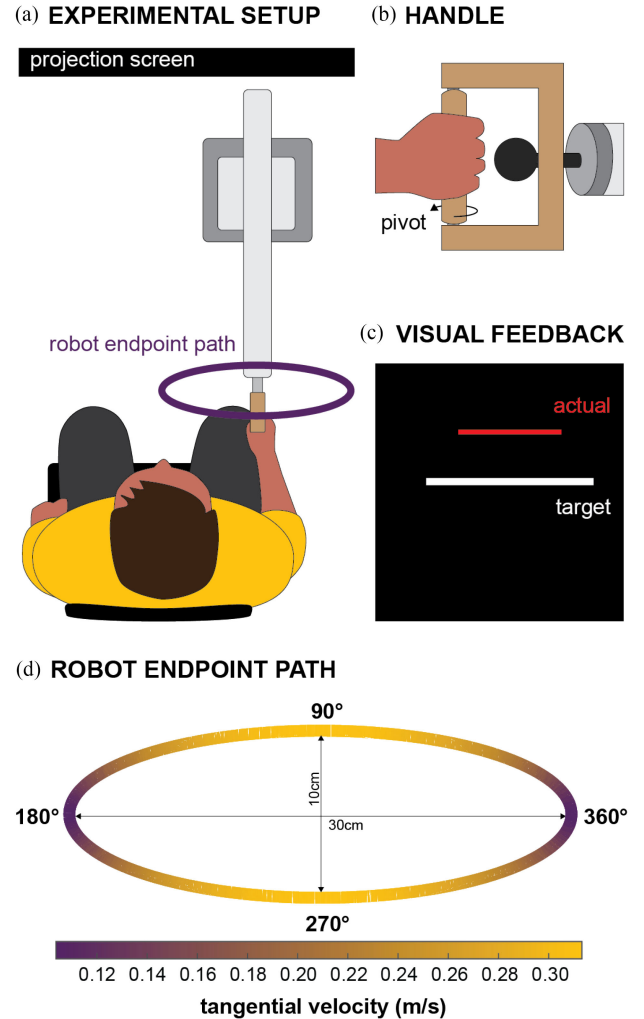 (a) EXPERIMENTAL SETUP
projection screen
robot endpoint path
(b) HANDLE
pivot
(c) VISUAL FEEDBACK
actual
target
(d) ROBOT ENDPOINT PATH
90°
10cm
180°
30cm
360°
270°
0.12 0.14 0.16 0.18 0.20 0.22 0.24 0.26 0.28 0.30
tangential velocity (m/s)